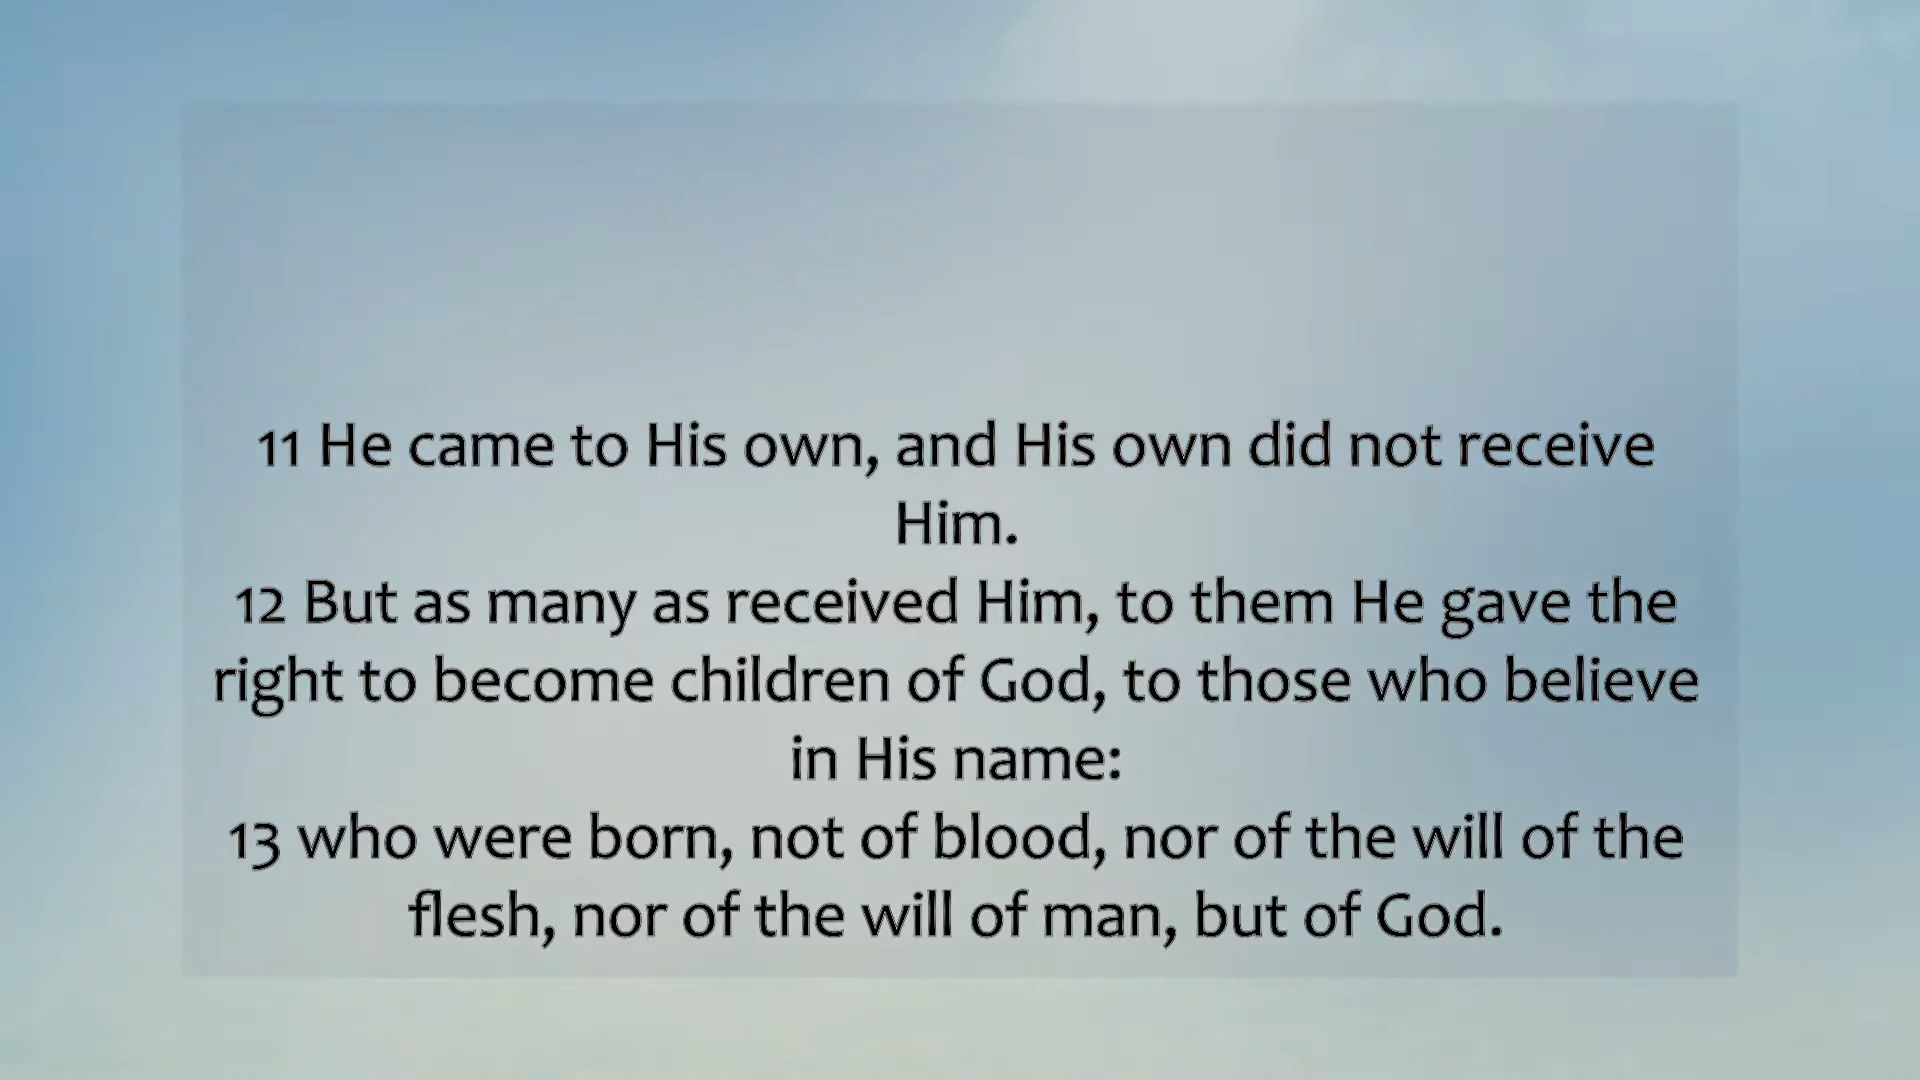 11 He came to His own, and His own did not receive
Him.
12 But as many as received Him, to them He gave the
right to become children of God, to those who believe
in His name:
13 who were born, not of blood, nor of the will of the
flesh, nor of the will of man, but of God.